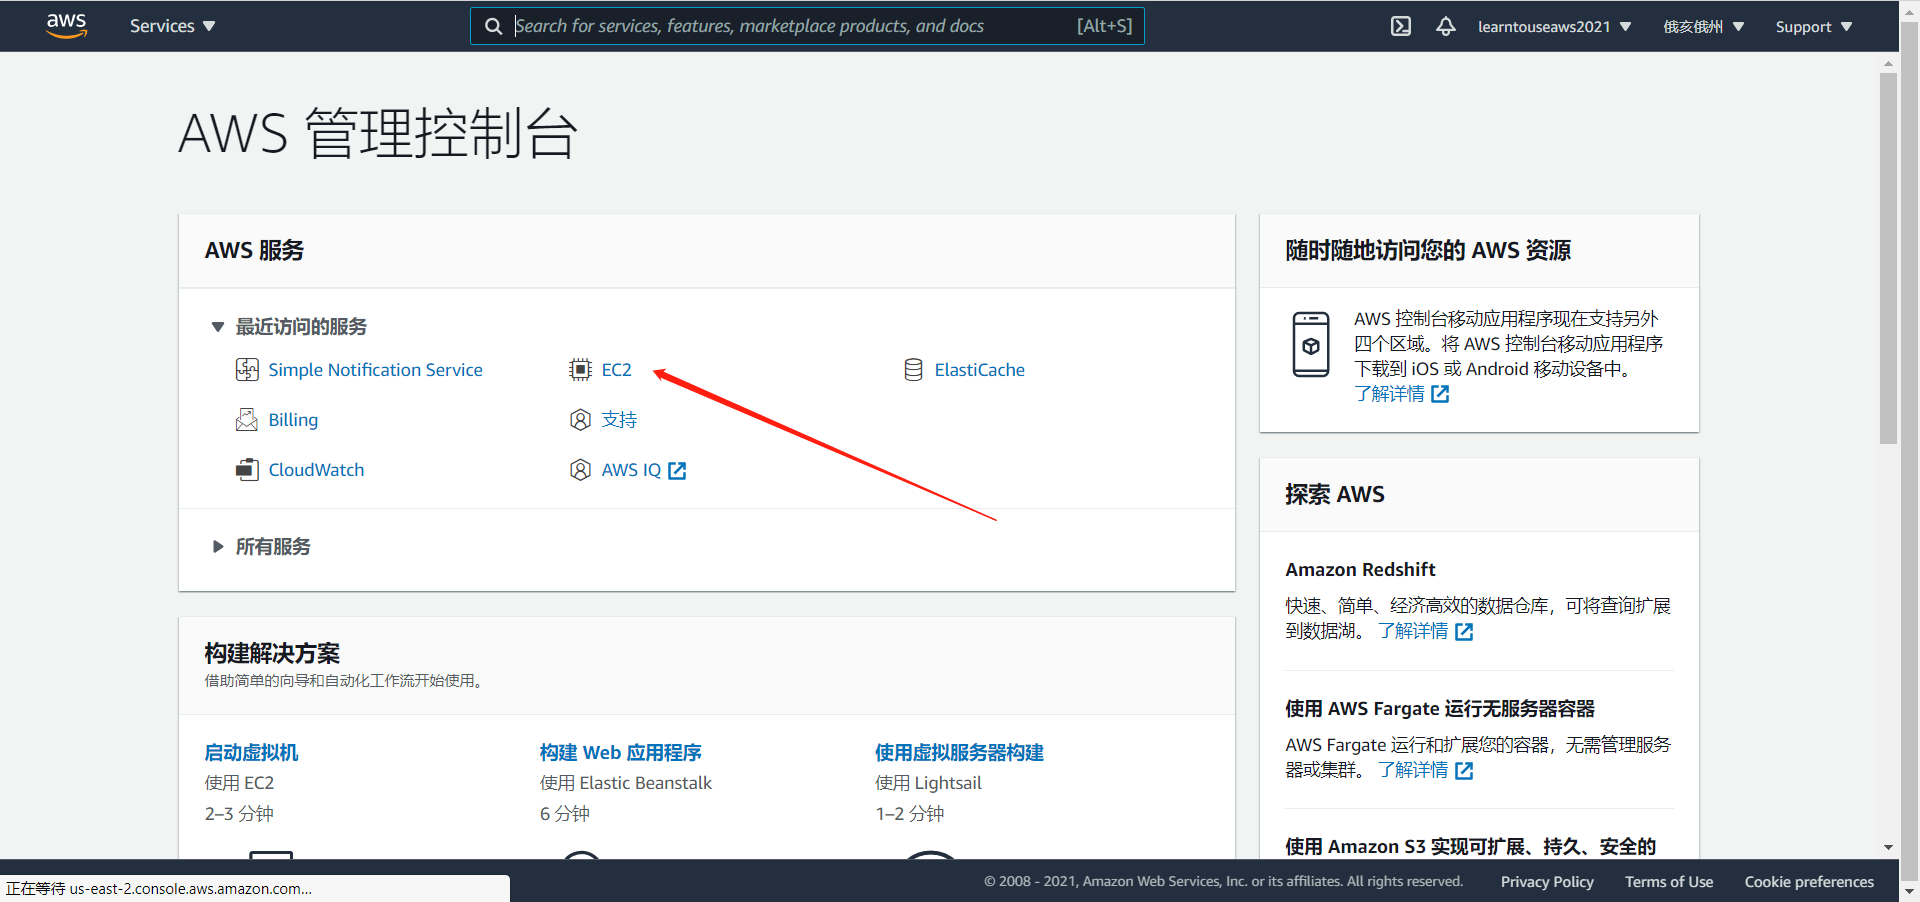 aws
Services
Search for services, features, marketplace products, and docs
[Alt+S]
learntouseaws2021
俄亥俄州
Support
AWS 管理控制台
AWS 服务
最近访问的服务
Simple Notification Service
EC2
ElastiCache
Billing
支持
CloudWatch
AWS IQ
所有服务
构建解决方案
借助简单的向导和自动化工作流开始使用。
启动虚拟机
使用 EC2
2–3 分钟
构建 Web 应用程序
使用 Elastic Beanstalk
6 分钟
使用虚拟服务器构建
使用 Lightsail
1–2 分钟
随时随地访问您的 AWS 资源
AWS 控制台移动应用程序现在支持另外
四个区域。将 AWS 控制台移动应用程序
下载到 iOS 或 Android 移动设备中。
了解详情
探索 AWS
Amazon Redshift
快速、简单、经济高效的数据仓库，可将查询扩展
到数据湖。 了解详情
使用 AWS Fargate 运行无服务器容器
AWS Fargate 运行和扩展您的容器，无需管理服务
器或集群。 了解详情
使用 Amazon S3 实现可扩展、持久、安全的
正在等待 us-east-2.console.aws.amazon.com...
© 2008 - 2021, Amazon Web Services, Inc. or its affiliates. All rights reserved.
Privacy Policy
Terms of Use
Cookie preferences